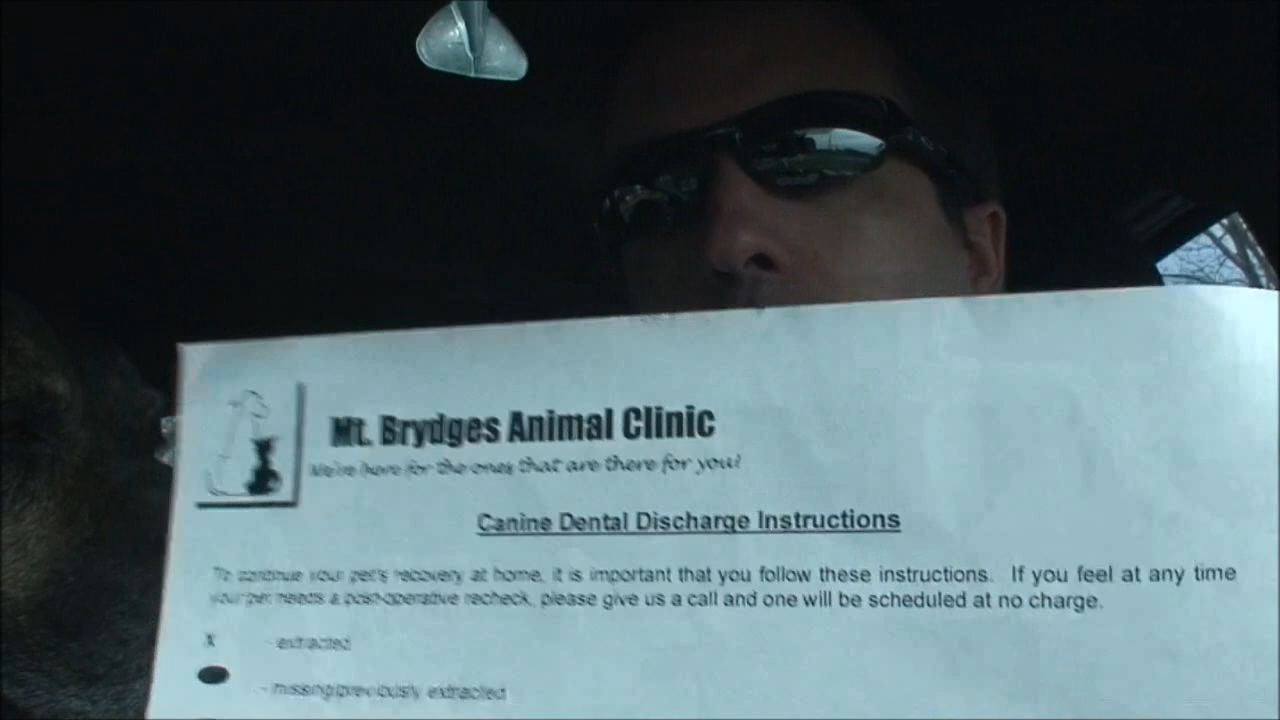 Mt. Brydges Animal Clinic
We're here for the ones that are there for you!
Canine Dental Discharge Instructions
To continue your pet's recovery at home, it is important that you follow these instructions. If you feel at any time
your pet needs a post-operative recheck, please give us a call and one will be scheduled at no charge.
X - extracted
- missing/previously extracted